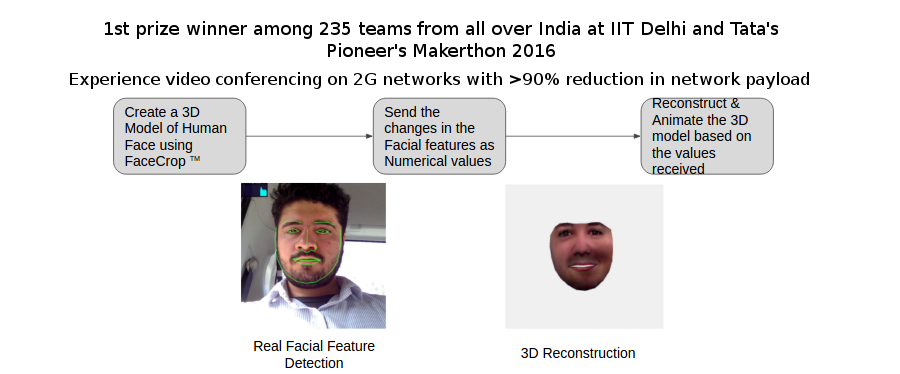 1st prize winner among 235 teams from all over India at IIT Delhi and Tata's
Pioneer's Makerthon 2016
Experience video conferencing on 2G networks with >90% reduction in network payload
Create a 3D
Model of Human
Face using
FaceCrop ™
Send the
changes in the
Facial features as
Numerical values
Reconstruct &
Animate the 3D
model based on
the values
received
Real Facial Feature
Detection
3D Reconstruction